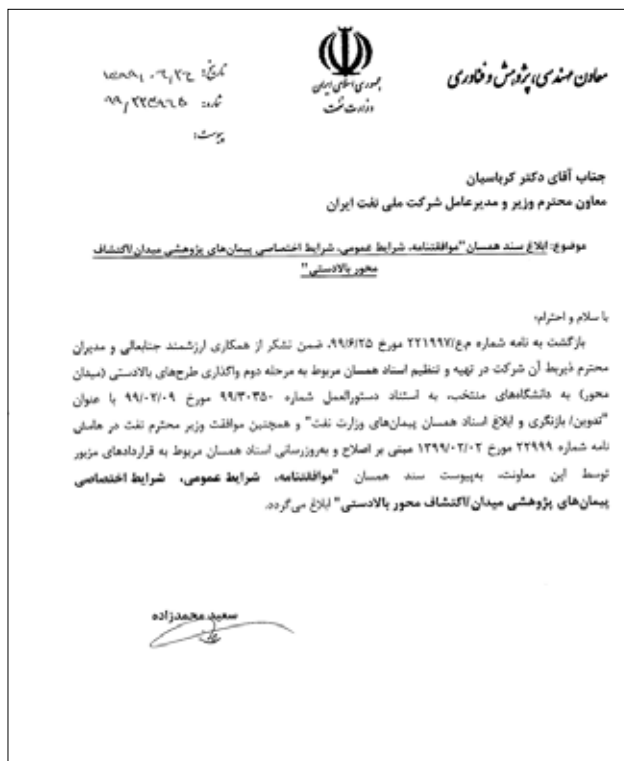 معاون مهندسی، پژوهش و فناوری
جمهوری اسلامی ایران
وزارت نفت
تاریخ:
شماره:
پیوست:
جناب آقای دکتر کرباسیان
معاون محترم وزیر و مدیرعامل شرکت ملی نفت ایران
موضوع: ابلاغ سند همسان "موافقتنامه، شرایط عمومی، شرایط اختصاصی پیمان‌های پژوهشی میدان/اکتشاف
محور بالادستی"
با سلام و احترام؛
بازگشت به نامه شماره م‌ع/۲۲۱۹۹۷ مورخ ۹۹/۶/۲۵، ضمن تشکر از همکاری ارزشمند جنابعالی و مدیران
محترم ذیربط آن شرکت در تهیه و تنظیم اسناد همسان مربوط به مرحله دوم واگذاری طرح‌های بالادستی (میدان
محور) به دانشگاه‌های منتخب، به استناد دستورالعمل شماره ۹۹/۳۰۳۵۰ مورخ ۹۹/۰۲/۰۹ با عنوان
"تدوین/ بازنگری و ابلاغ اسناد همسان پیمان‌های وزارت نفت" و همچنین موافقت وزیر محترم نفت در هامش
نامه شماره ۲۲۹۹۹ مورخ ۱۳۹۹/۰۲/۰۲ مبنی بر اصلاح و به‌روزرسانی اسناد همسان مربوط به قراردادهای مزبور
توسط این معاونت، به‌پیوست سند همسان "موافقتنامه، شرایط عمومی، شرایط اختصاصی
پیمان‌های پژوهشی میدان/اکتشاف محور بالادستی" ابلاغ می‌گردد.
سعید محمدزاده